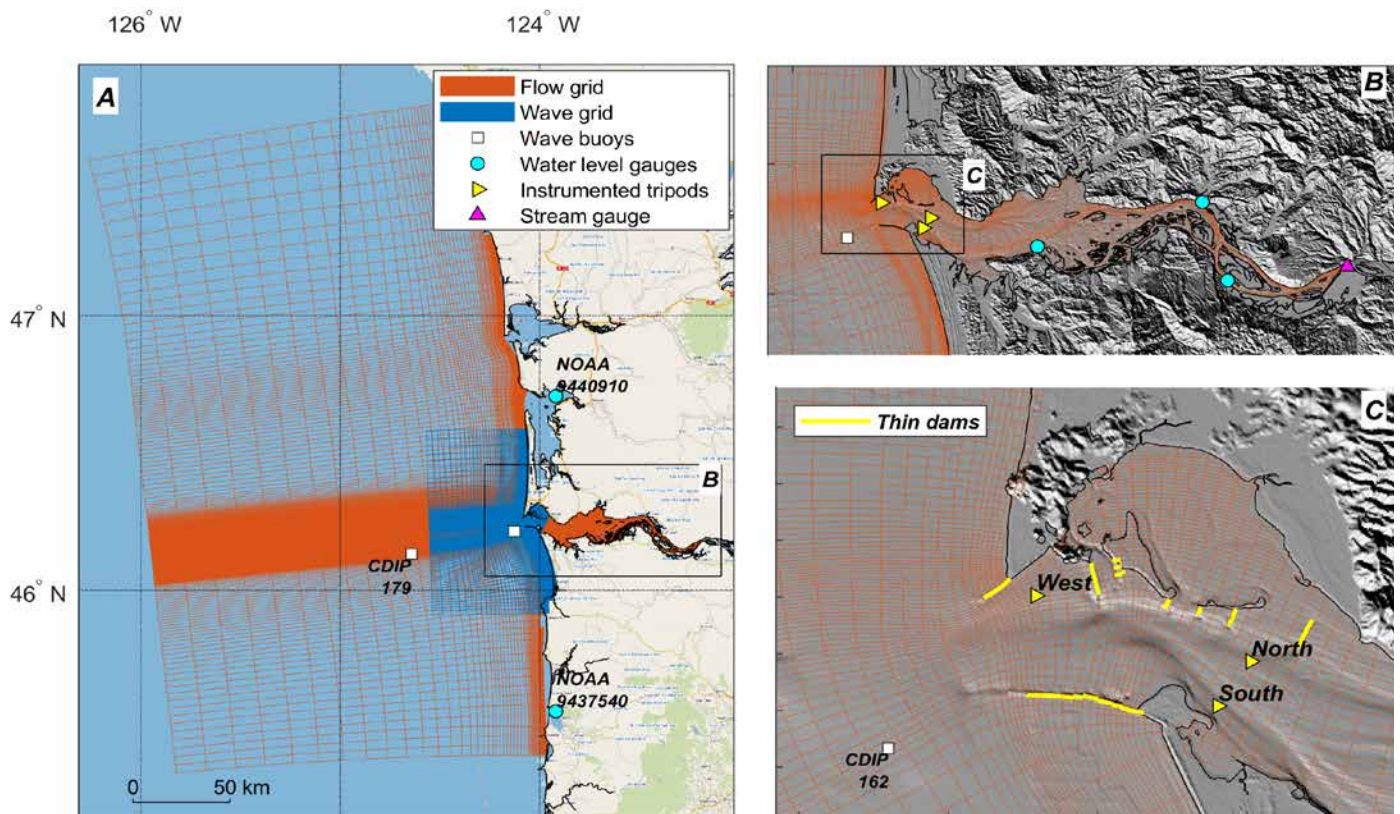 126° W
124° W
A
Flow grid
Wave grid
Wave buoys
Water level gauges
Instrumented tripods
Stream gauge
47° N
46° N
NOAA
9440910
B
CDIP
179
NOAA
9437540
0
50 km
B
C
Thin dams
C
West
North
South
CDIP
162